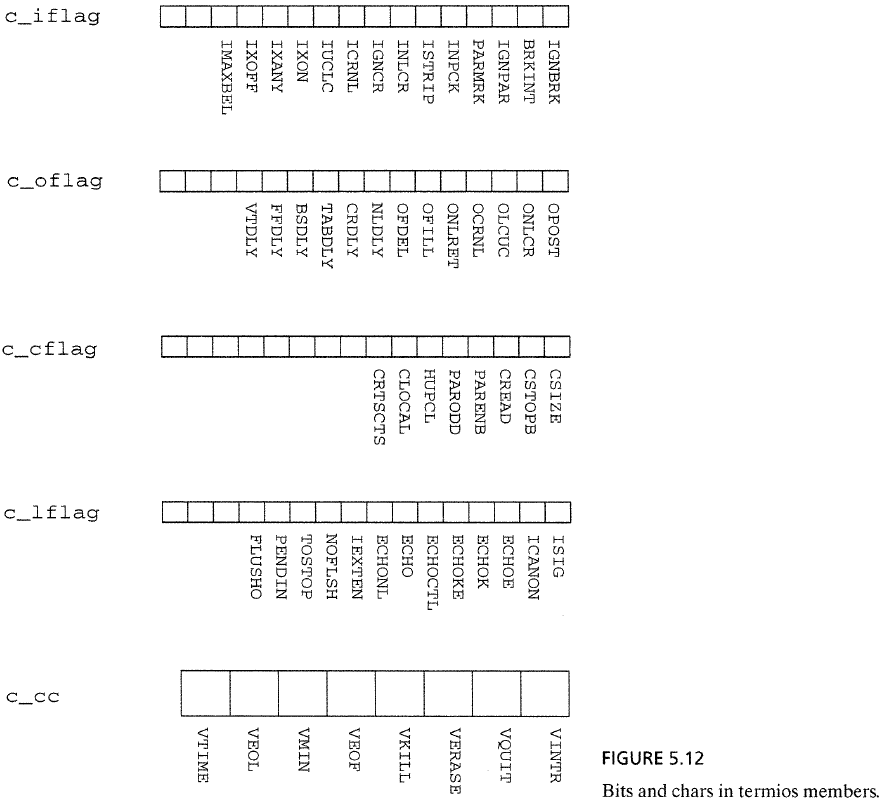 c_iflag
IMAXBEL
IXOFF
IXANY
IXON
IUCLC
ICRNL
IGNCR
INLCR
ISTRIP
INPCK
PARMRK
IGNPAR
BRKINT
IGNBRK
c_oflag
VTDLY
FFDLY
BSDLY
TABDLY
CRDLY
NLDLY
OFDEL
OFILL
ONLRET
OCRNL
OLCUC
ONLCR
OPOST
c_cflag
CRTSCTS
CLOCAL
HUPCL
PARODD
PARENB
CREAD
CSTOPB
CSIZE
c_lflag
FLUSHO
PENDIN
TOSTOP
NOFLSH
IEXTEN
ECHONL
ECHO
ECHOCTL
ECHOKE
ECHOK
ECHOE
ICANON
ISIG
c_cc
VTIME
VEOL
VMIN
VEOF
VKILL
VERASE
VQUIT
VINTR
FIGURE 5.12
Bits and chars in termios members.